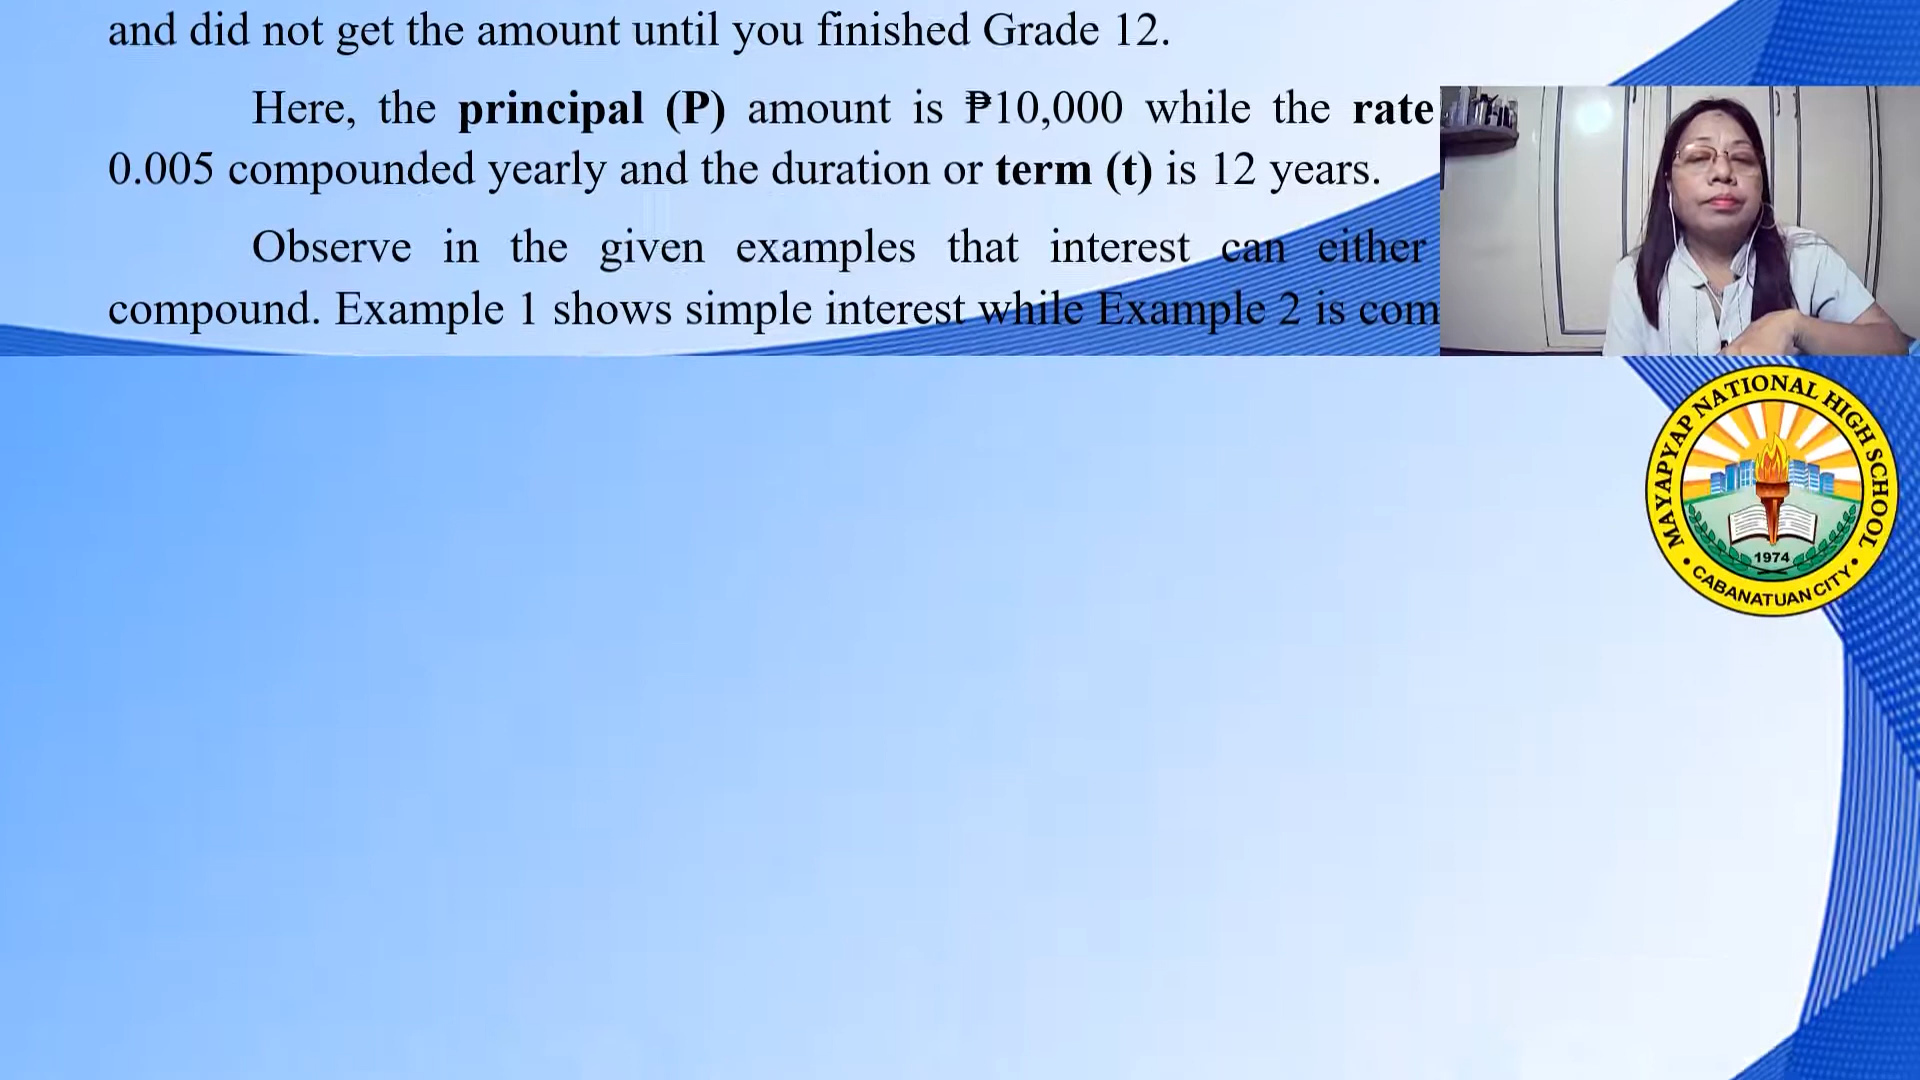 and did not get the amount until you finished Grade 12.
Here, the principal (P) amount is ₱10,000 while the rate
0.005 compounded yearly and the duration or term (t) is 12 years.
Observe in the given examples that interest can either
compound. Example 1 shows simple interest while Example 2 is com
MAYAPYAP NATIONAL HIGH SCHOOL
1974
• CABANATUAN CITY •